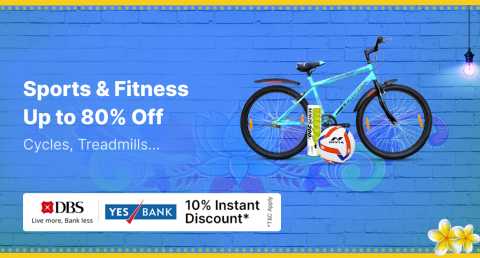 Sports & Fitness
Up to 80% Off
Cycles, Treadmills...
DBS
Live more, Bank less
YES BANK
10% Instant
Discount*
*T&C Apply